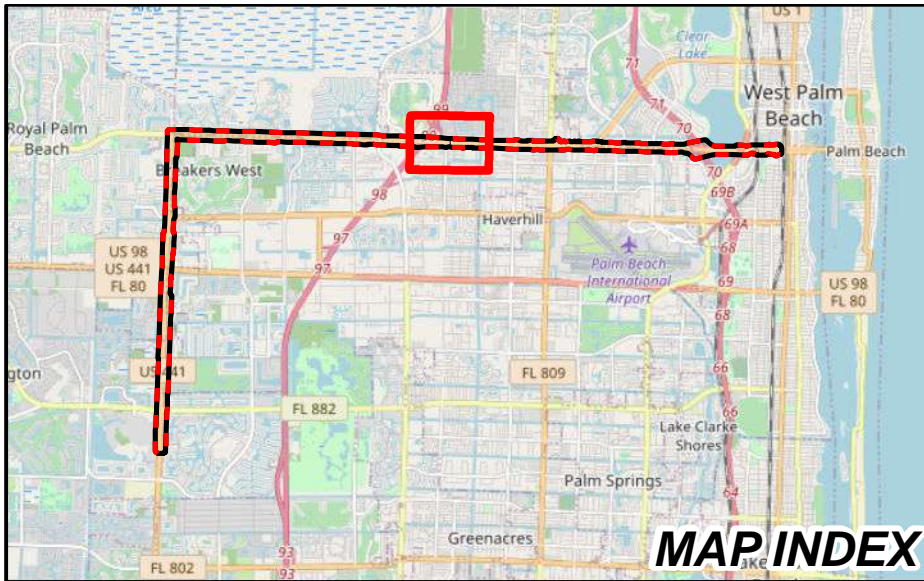 Area
US 1
Clear
Lake
71
71
99
West Palm
Beach
Royal Palm
Beach
70
Palm Beach
Breakers West
70
98
69B
Haverhill
69A
97
68
US 98
US 441
FL 80
97
Palm Beach
International
Airport
69
US 98
FL 80
68
66
gton
US 441
FL 809
FL 882
66
Lake Clarke
Shores
Palm Springs
64
Greenacres
93
93
FL 802
MAP INDEX